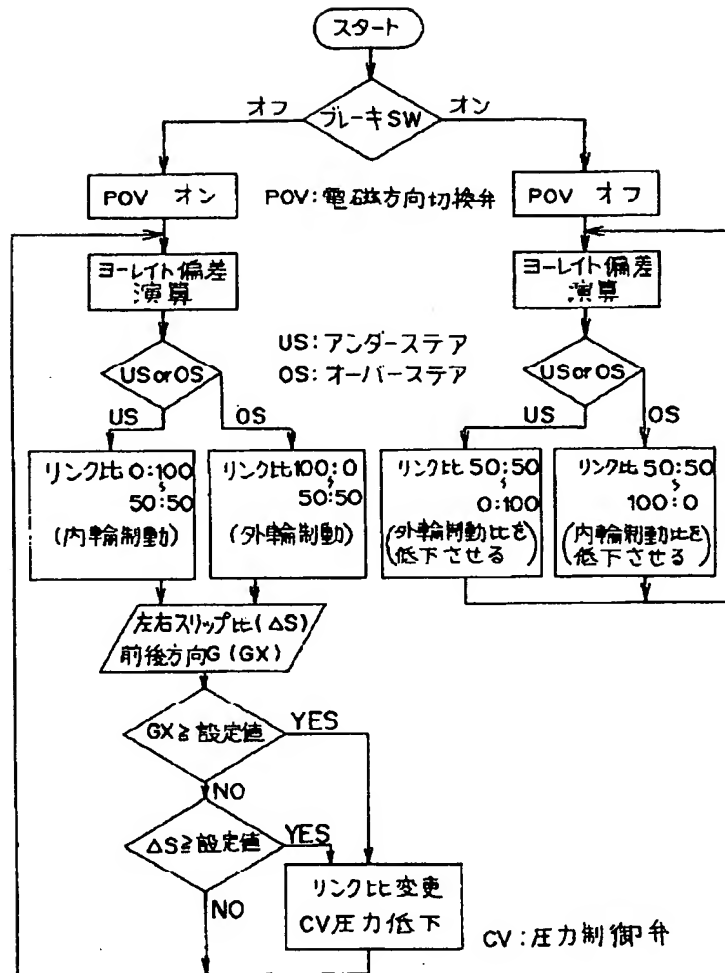 スタート
ブレーキSW
オフ
オン
POV オン
POV:電磁方向切換弁
POV オフ
ヨーレイト偏差
演算
ヨーレイト偏差
演算
US:アンダーステア
OS:オーバーステア
USorOS
USorOS
US
OS
US
OS
リンク比0:100
～
50:50
(内輪制動)
リンク比100:0
～
50:50
(外輪制動)
リンク比50:50
～
0:100
(外輪制動比を
低下させる)
リンク比50:50
～
100:0
(内輪制動比を
低下させる)
左右スリップ比(△S)
前後方向G(GX)
GX≧設定値
YES
NO
△S≧設定値
YES
NO
リンク比変更
CV圧力低下
CV:圧力制御弁